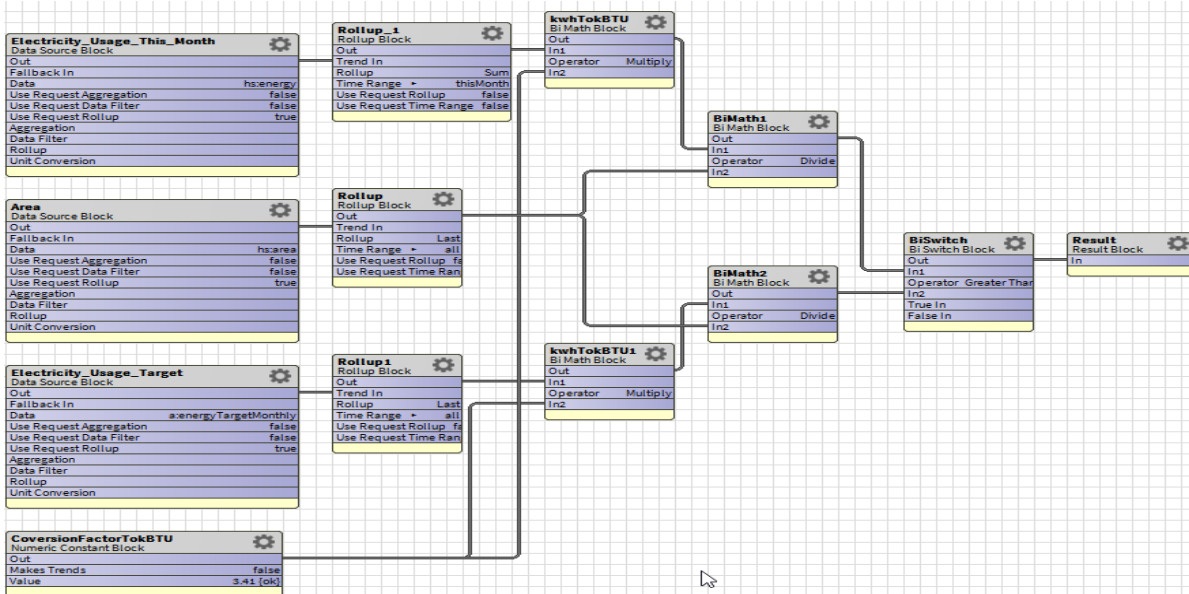 Electricity_Usage_This_Month
Data Source Block
Out
Fallback In
Data hs:energy
Use Request Aggregation false
Use Request Data Filter false
Use Request Rollup true
Aggregation
Data Filter
Rollup
Unit Conversion
Rollup_1
Rollup Block
Out
Trend In
Rollup Sum
Time Range thisMonth
Use Request Rollup false
Use Request Time Range false
kwhTokBTU
Bi Math Block
Out
In1
Operator Multiply
In2
BiMath1
Bi Math Block
Out
In1
Operator Divide
In2
Area
Data Source Block
Out
Fallback In
Data hs:area
Use Request Aggregation false
Use Request Data Filter false
Use Request Rollup true
Aggregation
Data Filter
Rollup
Unit Conversion
Rollup
Rollup Block
Out
Trend In
Rollup Last
Time Range all
Use Request Rollup fa
Use Request Time Ran
BiMath2
Bi Math Block
Out
In1
Operator Divide
In2
BiSwitch
Bi Switch Block
Out
In1
Operator Greater Than
In2
True In
False In
Result
Result Block
In
Electricity_Usage_Target
Data Source Block
Out
Fallback In
Data a:energyTargetMonthly
Use Request Aggregation false
Use Request Data Filter false
Use Request Rollup true
Aggregation
Data Filter
Rollup
Unit Conversion
Rollup1
Rollup Block
Out
Trend In
Rollup Last
Time Range all
Use Request Rollup fa
Use Request Time Ran
kwhTokBTU1
Bi Math Block
Out
In1
Operator Multiply
In2
CoversionFactorTokBTU
Numeric Constant Block
Out
Makes Trends false
Value 3.41 {ok}